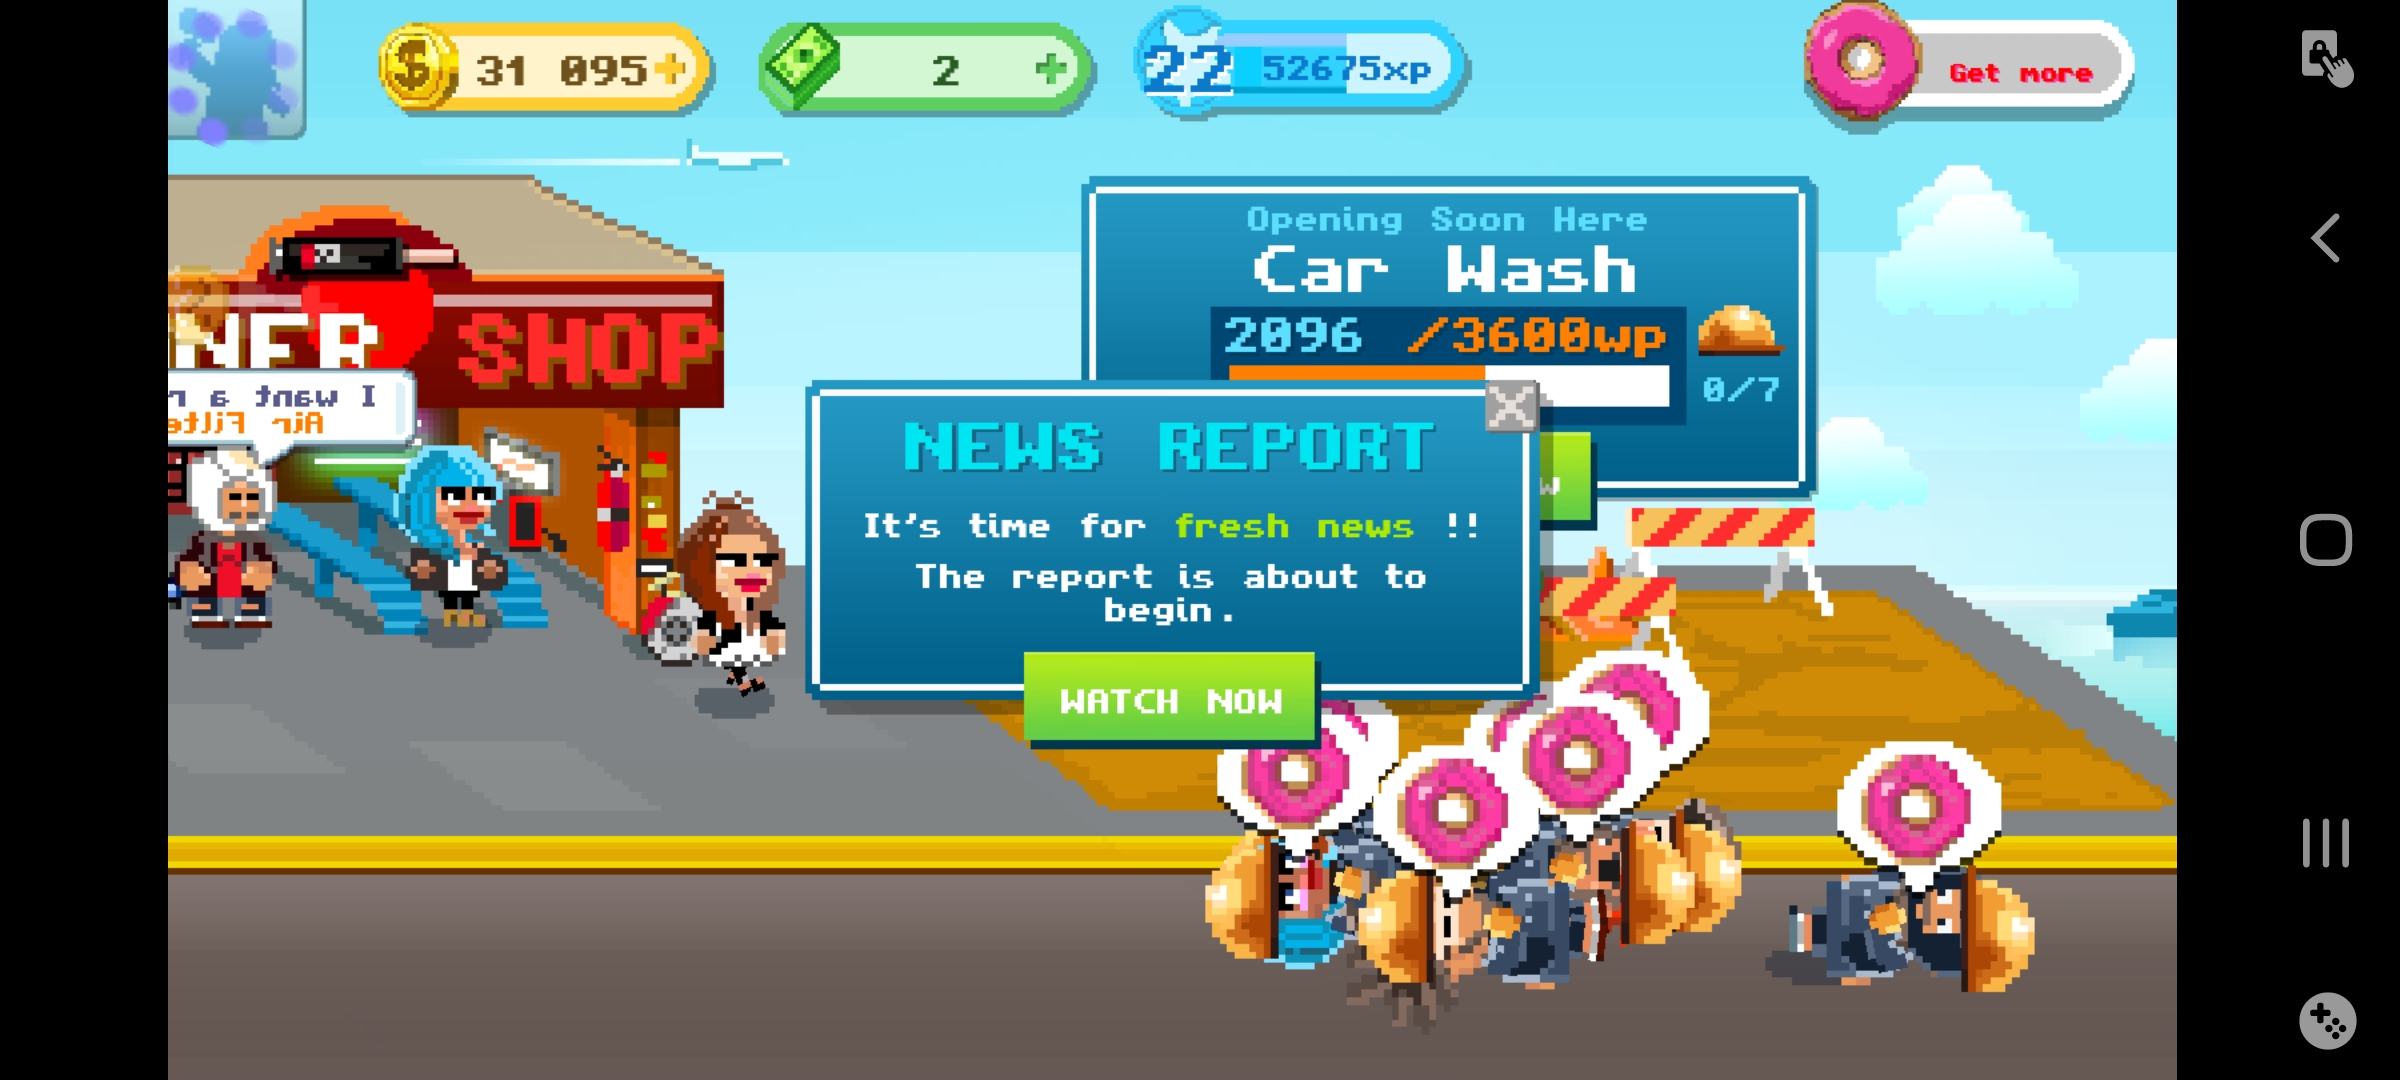 31 095
2
22
52675xp
Get more
Opening Soon Here
Car Wash
2096 /3600wp
0/7
NER SHOP
I want a
Air
NEWS REPORT
It's time for fresh news !!
The report is about to
begin.
WATCH NOW